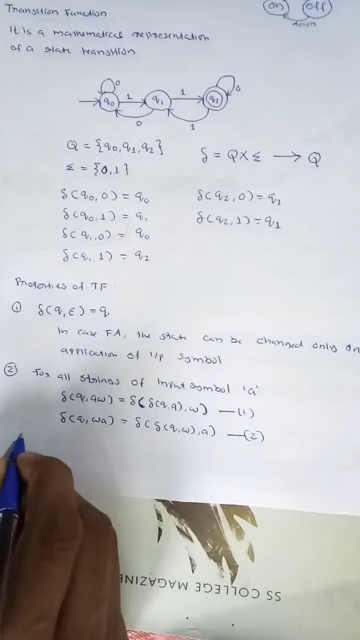 on off
down
Transition Function
It is a mathematical representation
of a state transition
0 0
q0 1 q1 1 q2
0 1
Q = {q0, q1, q2}
Σ = {0, 1}
δ = Q × Σ → Q
δ(q0, 0) = q0
δ(q0, 1) = q1
δ(q1, 0) = q0
δ(q1, 1) = q2
δ(q2, 0) = q2
δ(q2, 1) = q1
Properties of TF
① δ(q, ε) = q
In case FA, the state can be changed only on
application of i/p symbol
② For all strings of input symbol 'a'
δ(q, aw) = δ(δ(q, a), w) —(1)
δ(q, wa) = δ(δ(q, w), a) —(2)
SS COLLEGE MAGAZINE